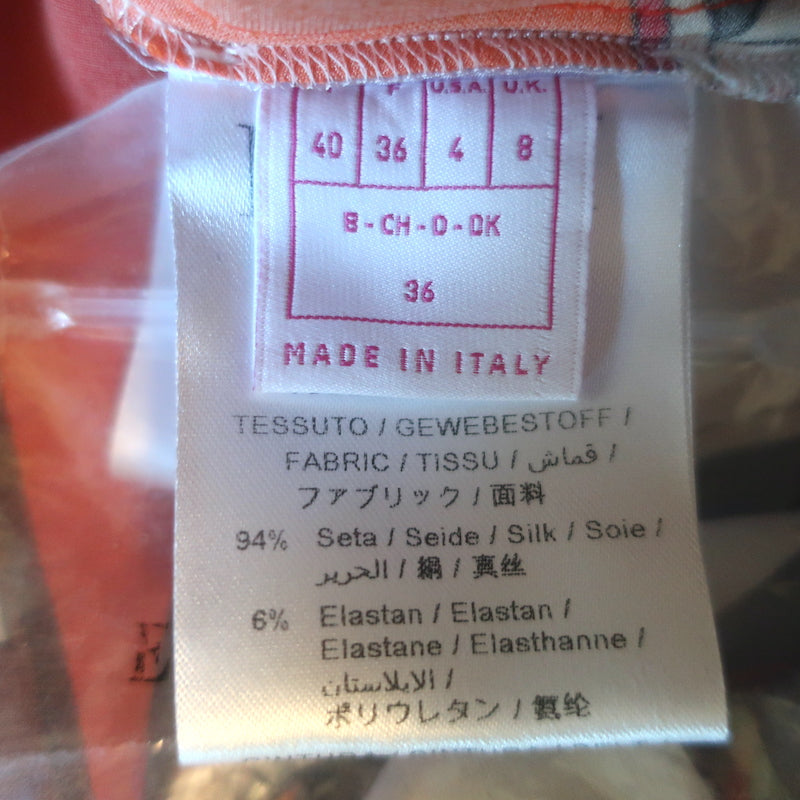 F U.S.A. U.K.
40 36 4 8
B-CH-D-DK
36
MADE IN ITALY
TESSUTO / GEWEBESTOFF /
FABRIC / TiSSU / قماش /
ファブリック / 面料
94% Seta / Seide / Silk / Soie /
الحرير / 絹 / 真丝
6% Elastan / Elastan /
Elastane / Elasthanne /
الايلاستان /
ポリウレタン / 氨纶